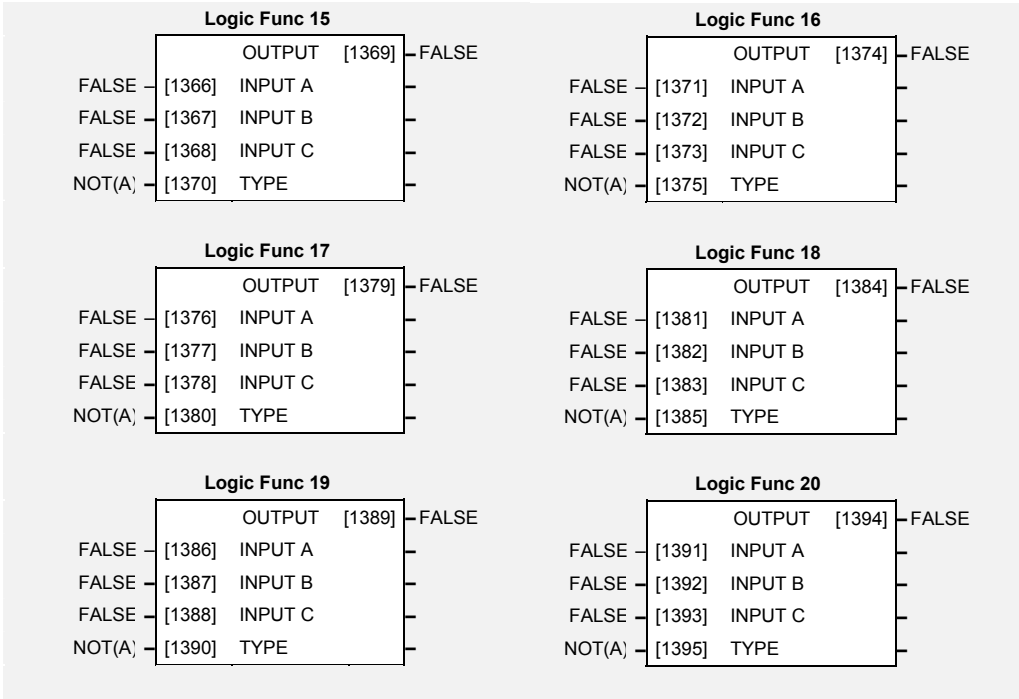 Logic Func 15
OUTPUT [1369] FALSE
FALSE [1366] INPUT A
FALSE [1367] INPUT B
FALSE [1368] INPUT C
NOT(A) [1370] TYPE
Logic Func 16
OUTPUT [1374] FALSE
FALSE [1371] INPUT A
FALSE [1372] INPUT B
FALSE [1373] INPUT C
NOT(A) [1375] TYPE
Logic Func 17
OUTPUT [1379] FALSE
FALSE [1376] INPUT A
FALSE [1377] INPUT B
FALSE [1378] INPUT C
NOT(A) [1380] TYPE
Logic Func 18
OUTPUT [1384] FALSE
FALSE [1381] INPUT A
FALSE [1382] INPUT B
FALSE [1383] INPUT C
NOT(A) [1385] TYPE
Logic Func 19
OUTPUT [1389] FALSE
FALSE [1386] INPUT A
FALSE [1387] INPUT B
FALSE [1388] INPUT C
NOT(A) [1390] TYPE
Logic Func 20
OUTPUT [1394] FALSE
FALSE [1391] INPUT A
FALSE [1392] INPUT B
FALSE [1393] INPUT C
NOT(A) [1395] TYPE